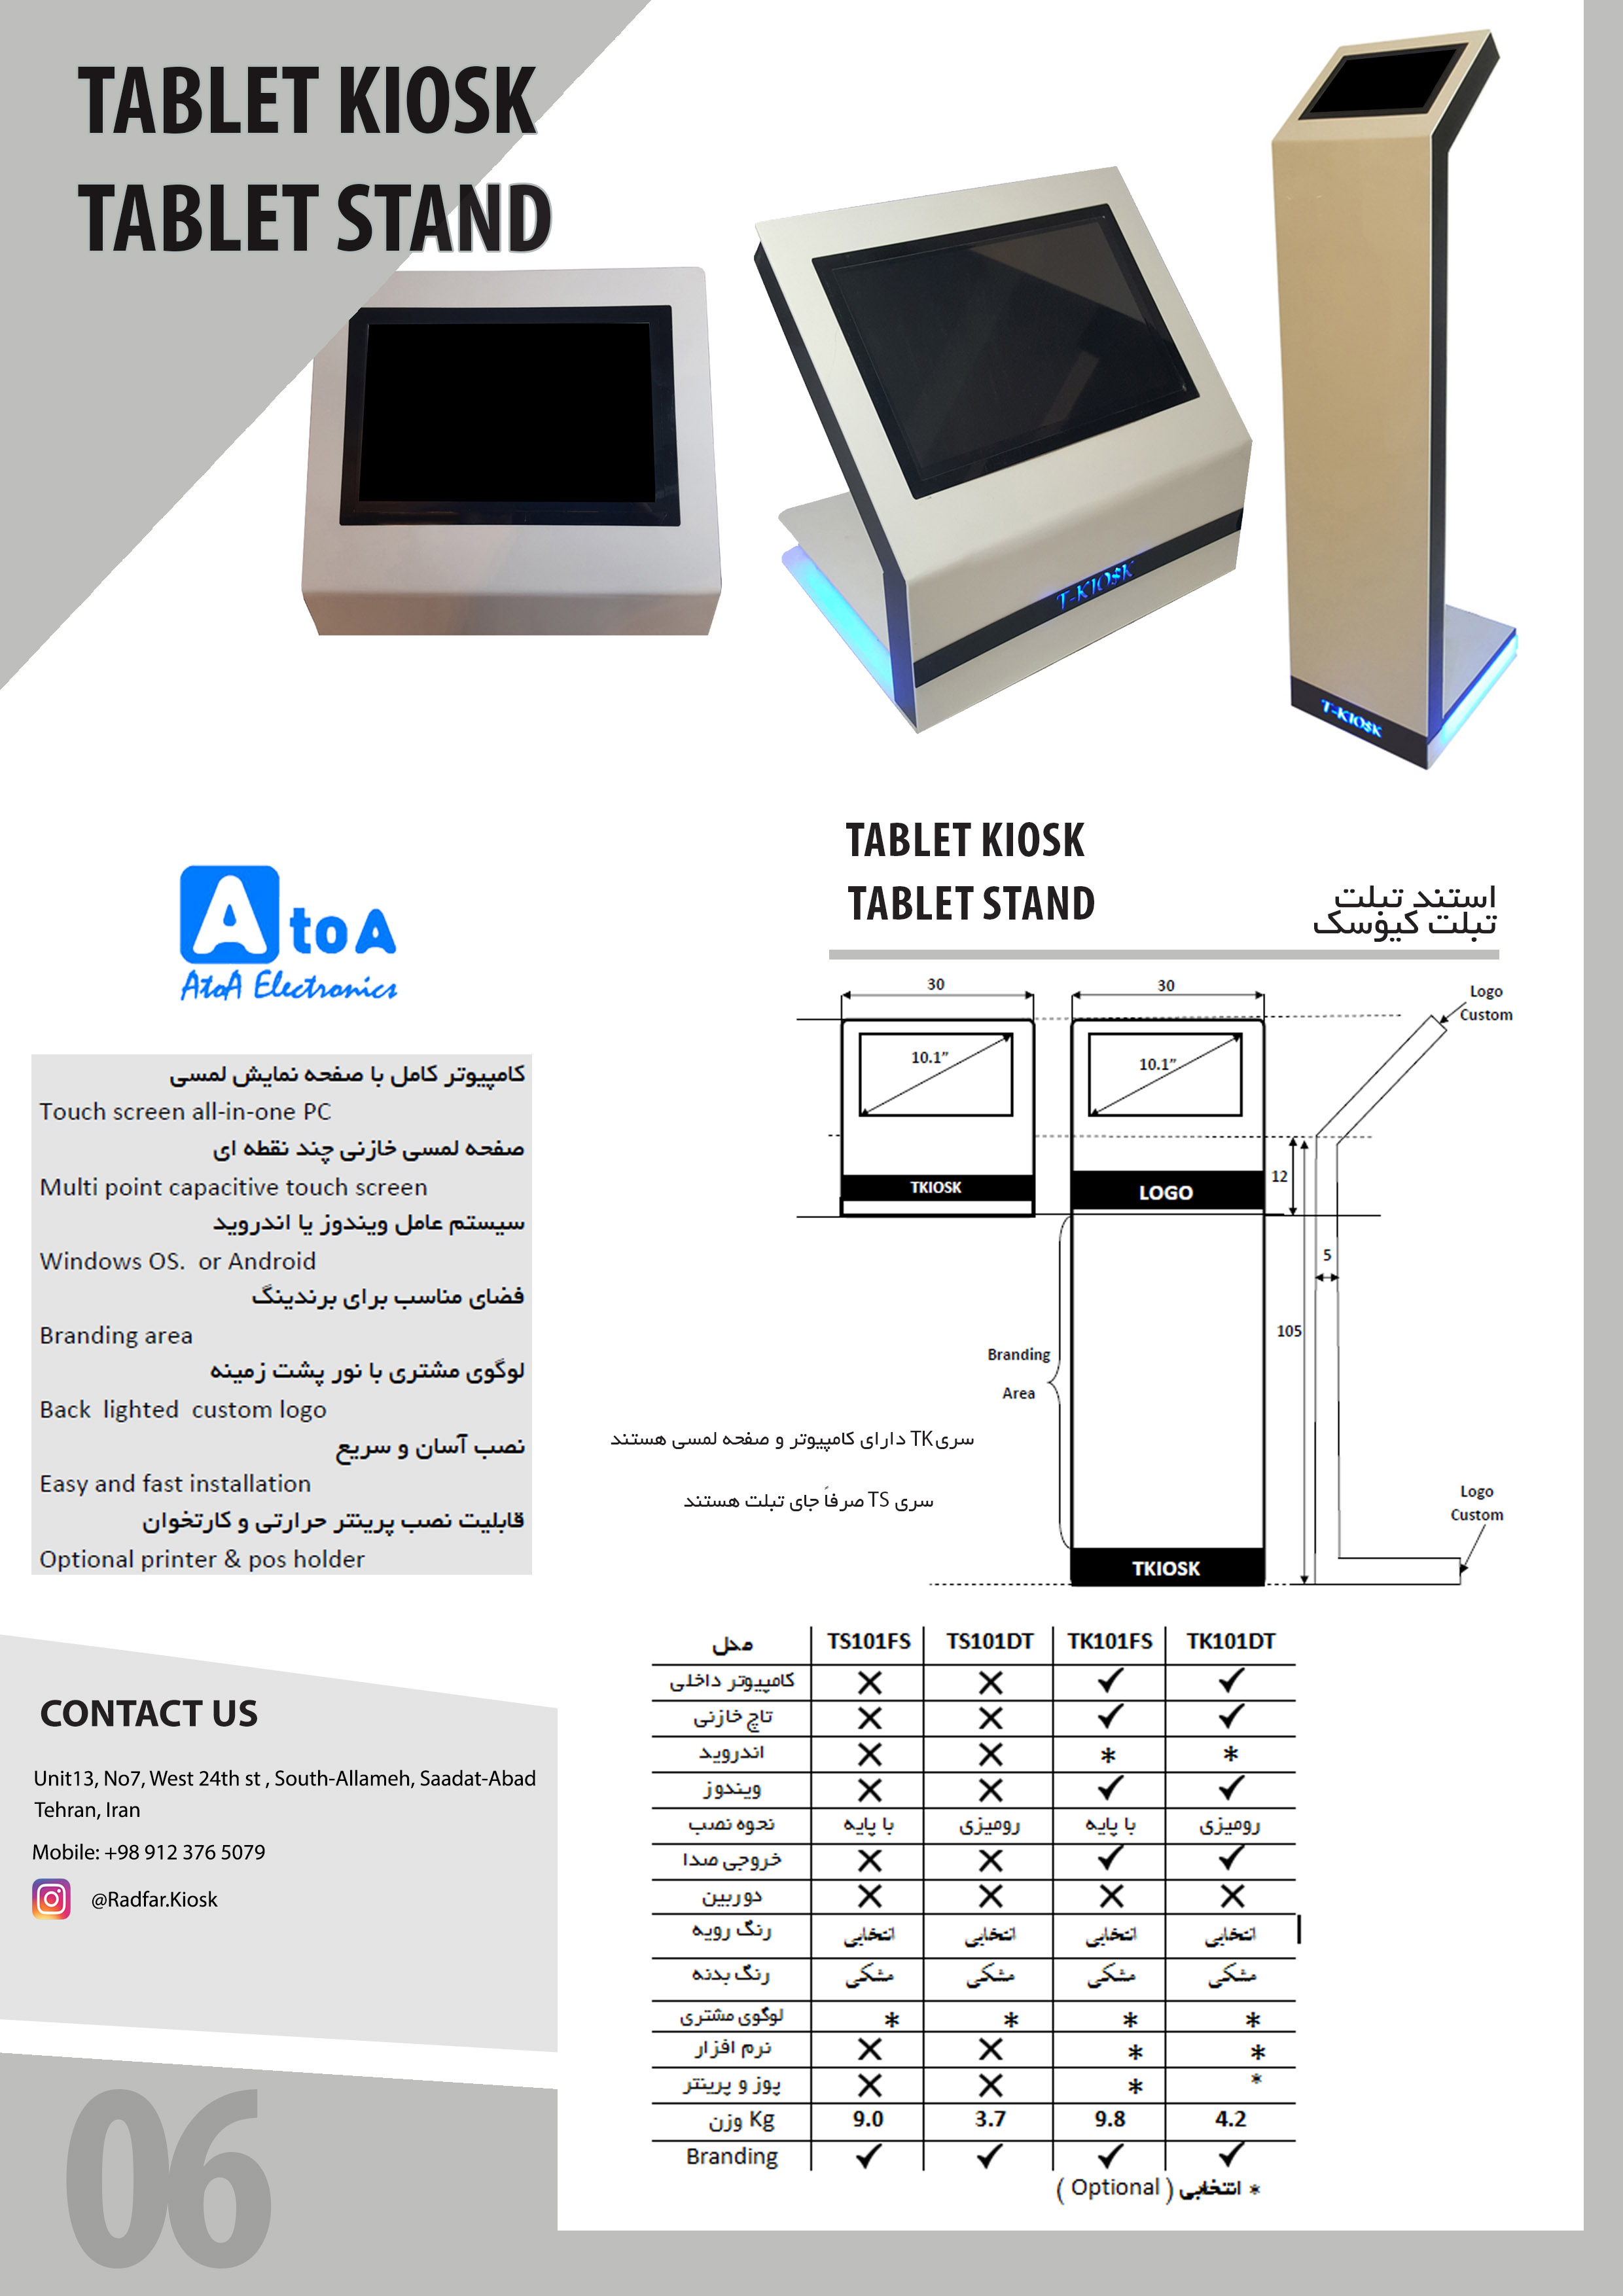 TABLET KIOSK
TABLET STAND
T-KIOSK
T-KIOSK
A to A
AtoA Electronics
TABLET KIOSK
TABLET STAND
استند تبلت
تبلت کیوسک
کامپیوتر کامل با صفحه نمایش لمسی
Touch screen all-in-one PC
صفحه لمسی خازنی چند نقطه ای
Multi point capacitive touch screen
سیستم عامل ویندوز یا اندروید
Windows OS. or Android
فضای مناسب برای برندینگ
Branding area
لوگوی مشتری با نور پشت زمینه
Back lighted custom logo
نصب آسان و سریع
Easy and fast installation
قابلیت نصب پرینتر حرارتی و کارتخوان
Optional printer & pos holder
30
30
Logo
Custom
10.1”
10.1”
12
TKIOSK
LOGO
5
105
Branding
Area
سری TK دارای کامپیوتر و صفحه لمسی هستند
سری TS صرفاً جای تبلت هستند
Logo
Custom
TKIOSK
مدل TS101FS TS101DT TK101FS TK101DT
کامپیوتر داخلی ✕ ✕ ✓ ✓
تاچ خازنی ✕ ✕ ✓ ✓
اندروید ✕ ✕ * *
ویندوز ✕ ✕ ✓ ✓
نحوه نصب با پایه رومیزی با پایه رومیزی
خروجی صدا ✕ ✕ ✓ ✓
دوربین ✕ ✕ ✕ ✕
رنگ رویه انتخابی انتخابی انتخابی انتخابی
رنگ بدنه مشکی مشکی مشکی مشکی
لوگوی مشتری * * * *
نرم افزار ✕ ✕ * *
پوز و پرینتر ✕ ✕ * *
وزن Kg 9.0 3.7 9.8 4.2
Branding ✓ ✓ ✓ ✓
* انتخابی ( Optional )
CONTACT US
Unit13, No7, West 24th st , South-Allameh, Saadat-Abad
Tehran, Iran
Mobile: +98 912 376 5079
@Radfar.Kiosk
06